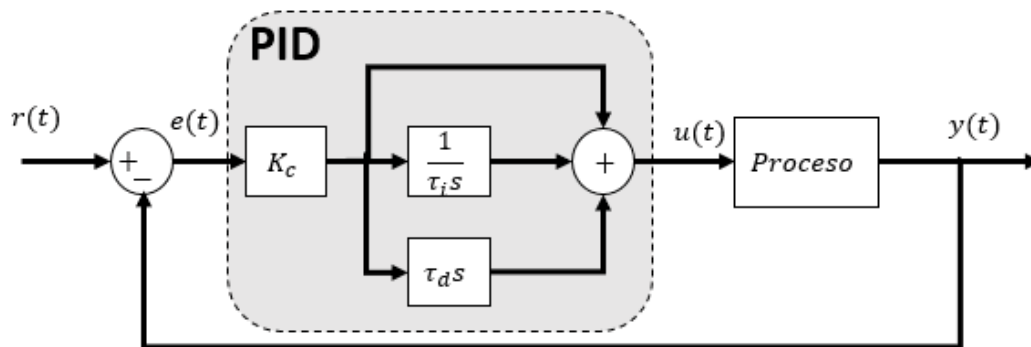 PID
r(t)
e(t)
K_c
1
τ_i s
τ_d s
+
−
+
u(t)
Proceso
y(t)